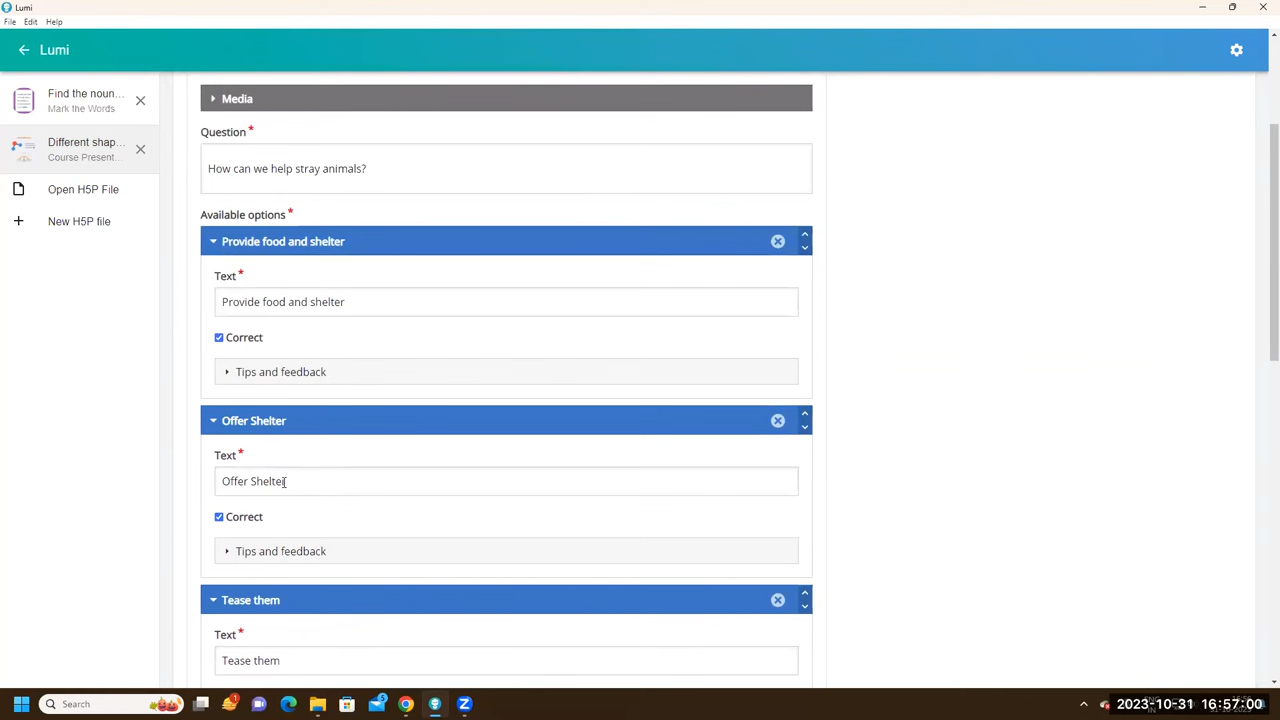 Lumi
File Edit Help
Lumi
Find the noun...
Mark the Words
Different shap...
Course Present...
Open H5P File
New H5P file
Media
Question *
How can we help stray animals?
Available options *
Provide food and shelter
Text *
Provide food and shelter
Correct
Tips and feedback
Offer Shelter
Text *
Offer Shelter
Correct
Tips and feedback
Tease them
Text *
Tease them
Search
2023-10-31 16:57:00